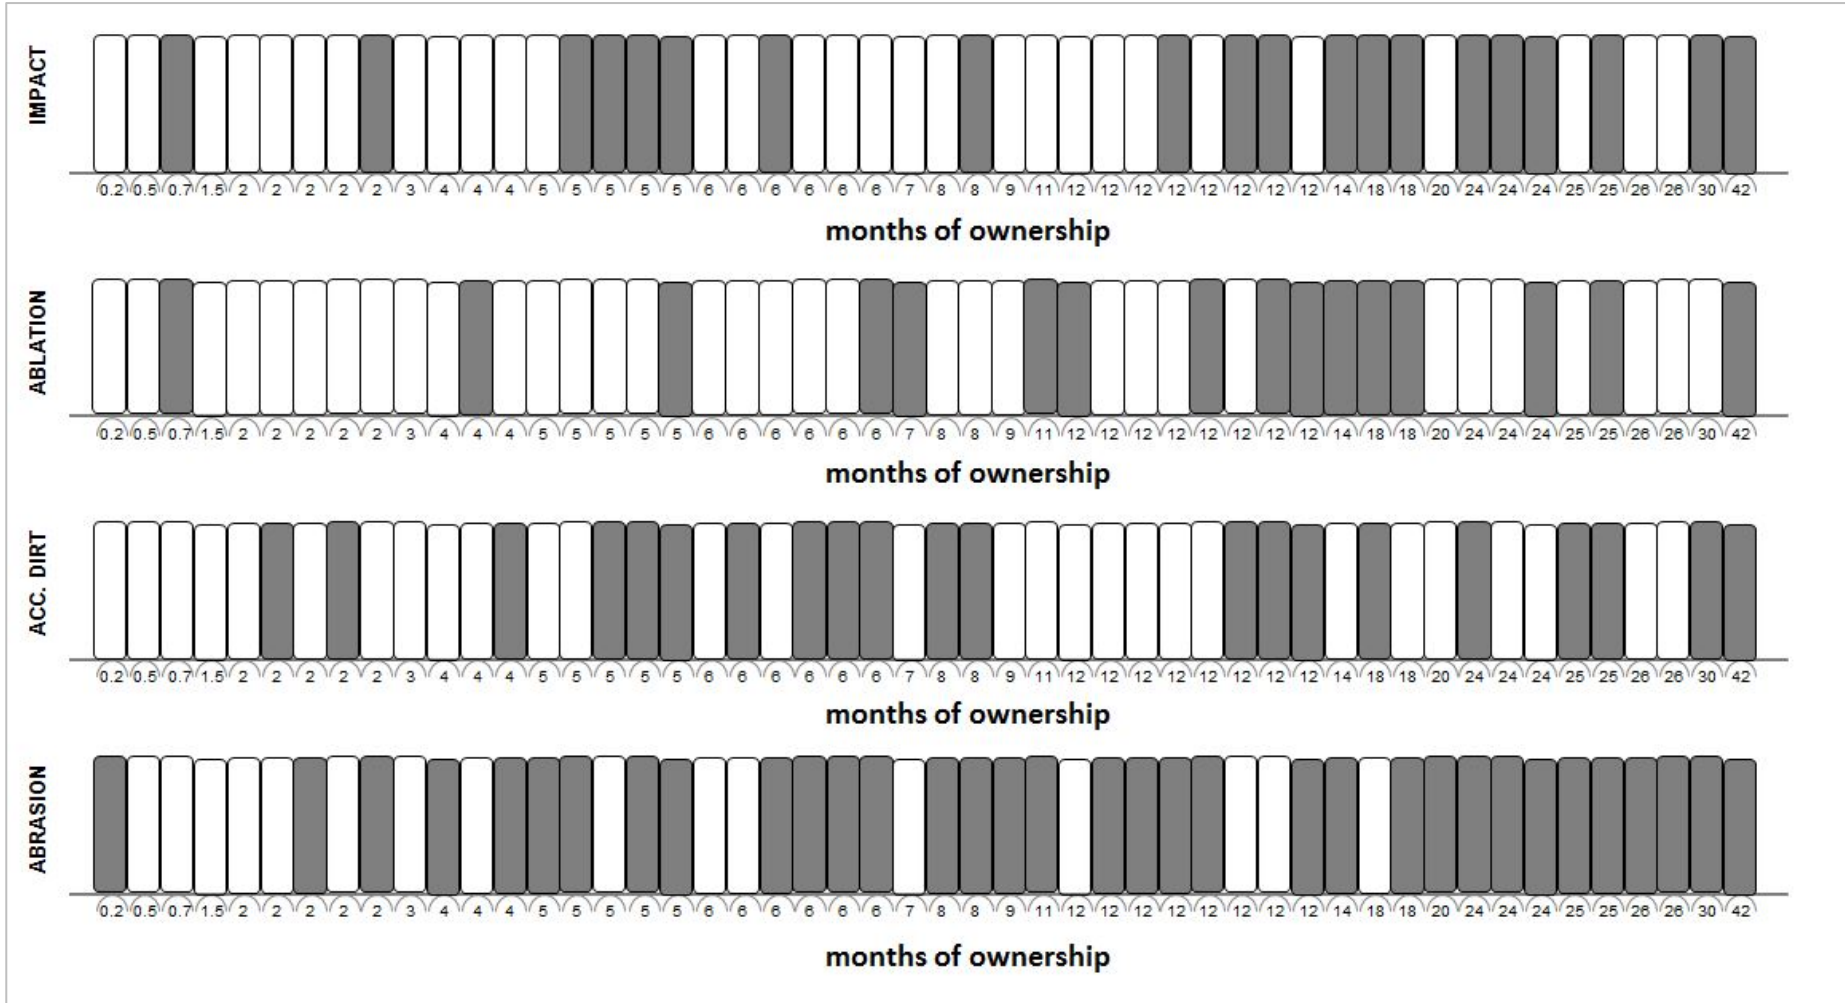 IMPACT
0.2 0.5 0.7 1.5 2 2 2 2 2 3 4 4 4 5 5 5 5 5 6 6 6 6 6 6 7 8 8 9 11 12 12 12 12 12 12 12 12 14 18 18 20 24 24 24 25 25 26 26 30 42
months of ownership
ABLATION
0.2 0.5 0.7 1.5 2 2 2 2 2 3 4 4 4 5 5 5 5 5 6 6 6 6 6 6 7 8 8 9 11 12 12 12 12 12 12 12 12 14 18 18 20 24 24 24 25 25 26 26 30 42
months of ownership
ACC. DIRT
0.2 0.5 0.7 1.5 2 2 2 2 2 3 4 4 4 5 5 5 5 5 6 6 6 6 6 6 7 8 8 9 11 12 12 12 12 12 12 12 12 14 18 18 20 24 24 24 25 25 26 26 30 42
months of ownership
ABRASION
0.2 0.5 0.7 1.5 2 2 2 2 2 3 4 4 4 5 5 5 5 5 6 6 6 6 6 6 7 8 8 9 11 12 12 12 12 12 12 12 12 14 18 18 20 24 24 24 25 25 26 26 30 42
months of ownership